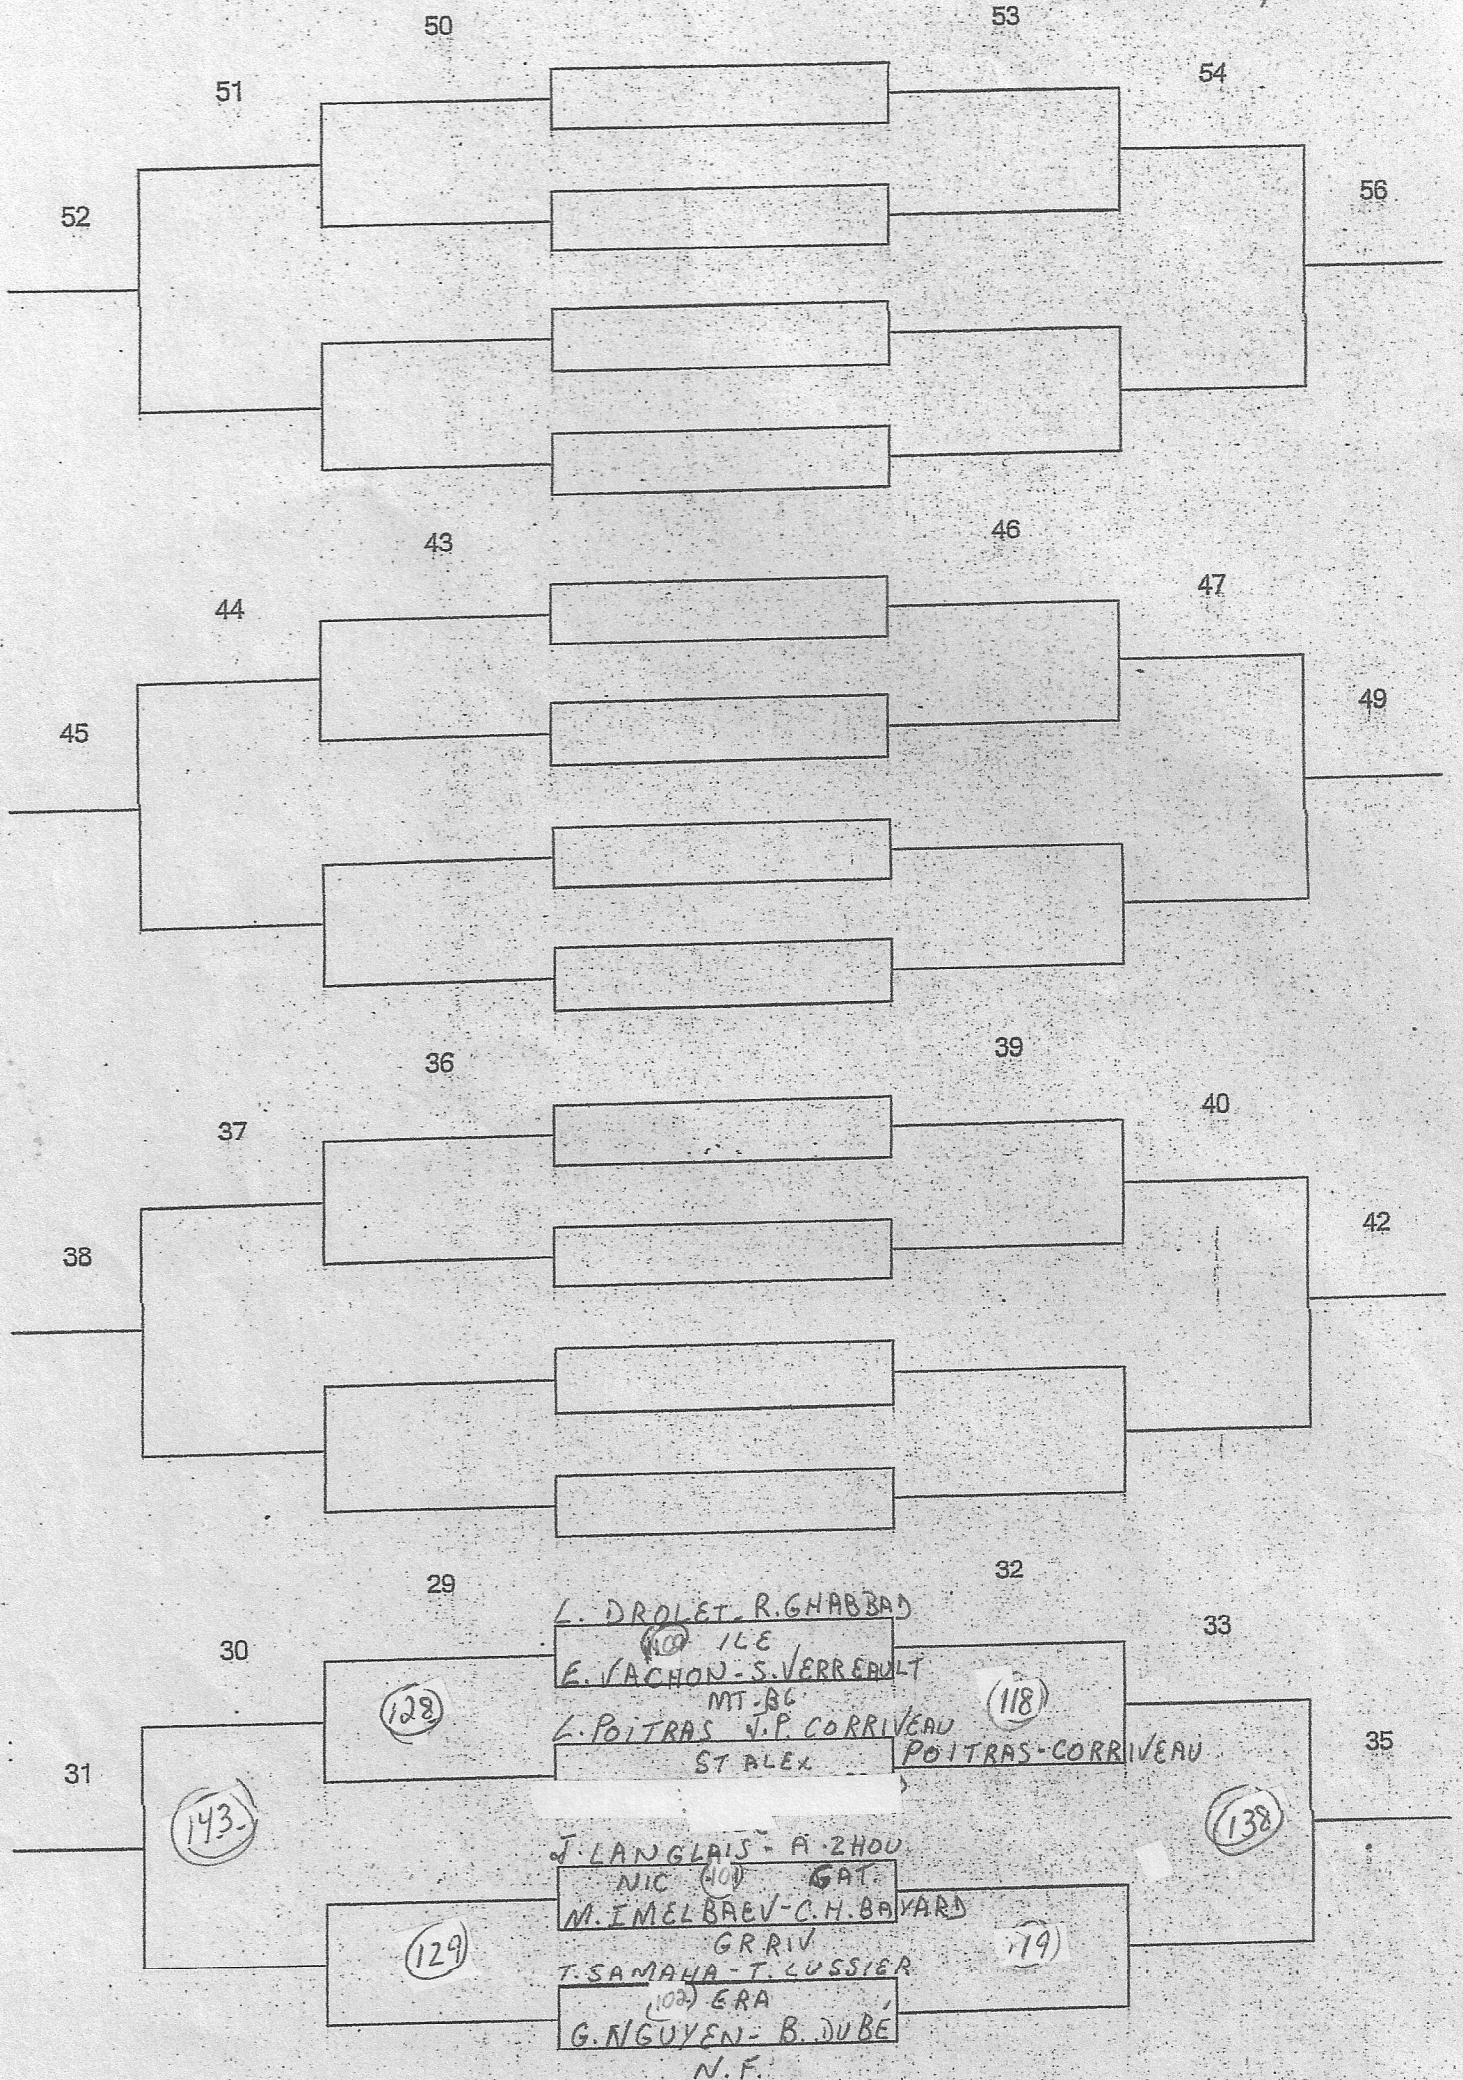 50
53
51
54
52
56
43
46
44
47
45
49
36
39
37
40
38
42
29
32
L. DROLET - R. GHABBAD
30
33
ILE
E. VACHON - S. VERREAULT
MT-BL
(128)
(118)
L. POITRAS J.P. CORRIVEAU
ST ALEX
POITRAS-CORRIVEAU
31
35
(143)
(138)
J. LANGLAIS - A. ZHOU
NIC (101) GAT.
M. IMELBAEV - C.H. BAYARD
GR RIV
(129)
T. SAMAHA - T. LUSSIER
(102) ERA
G. NGUYEN - B. DUBÉ
N.F.